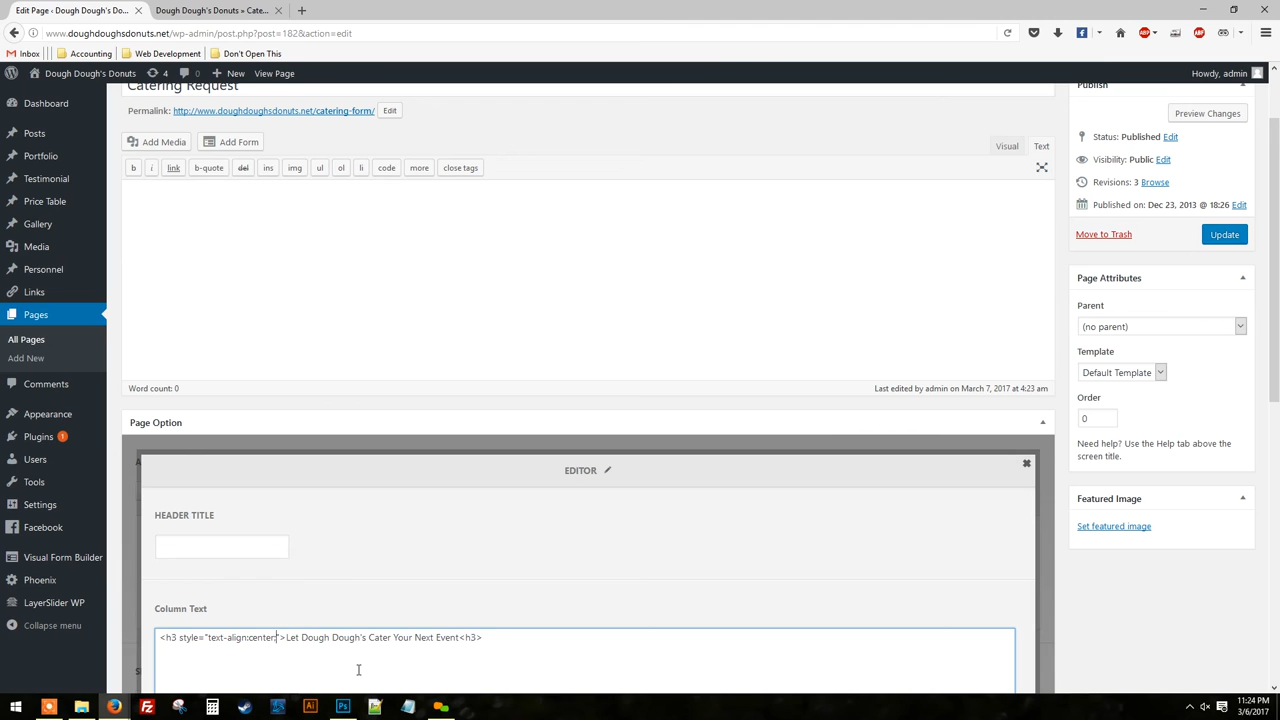 Edit Page ‹ Dough Dough's Do...
Dough Dough's Donuts » Cate...
www.doughdoughsdonuts.net/wp-admin/post.php?post=182&action=edit
Inbox Accounting Web Development Don't Open This
Dough Dough's Donuts 4 + New View Page Howdy, admin
Dashboard
Posts
Portfolio
Testimonial
Price Table
Gallery
Media
Personnel
Links
Pages
All Pages
Add New
Comments
Appearance
Plugins 1
Users
Tools
Settings
Facebook
Visual Form Builder
Phoenix
LayerSlider WP
Collapse menu
Catering Request
Permalink: http://www.doughdoughsdonuts.net/catering-form/ Edit
Add Media Add Form
Visual Text
b i link b-quote del ins img ul ol li code more close tags
Word count: 0 Last edited by admin on March 7, 2017 at 4:23 am
Page Option
EDITOR
HEADER TITLE
Column Text
<h3 style="text-align:center;">Let Dough Dough's Cater Your Next Event<h3>
Publish
Preview Changes
Status: Published Edit
Visibility: Public Edit
Revisions: 3 Browse
Published on: Dec 23, 2013 @ 18:26 Edit
Move to Trash Update
Page Attributes
Parent
(no parent)
Template
Default Template
Order
0
Need help? Use the Help tab above the
screen title.
Featured Image
Set featured image
11:24 PM
3/6/2017